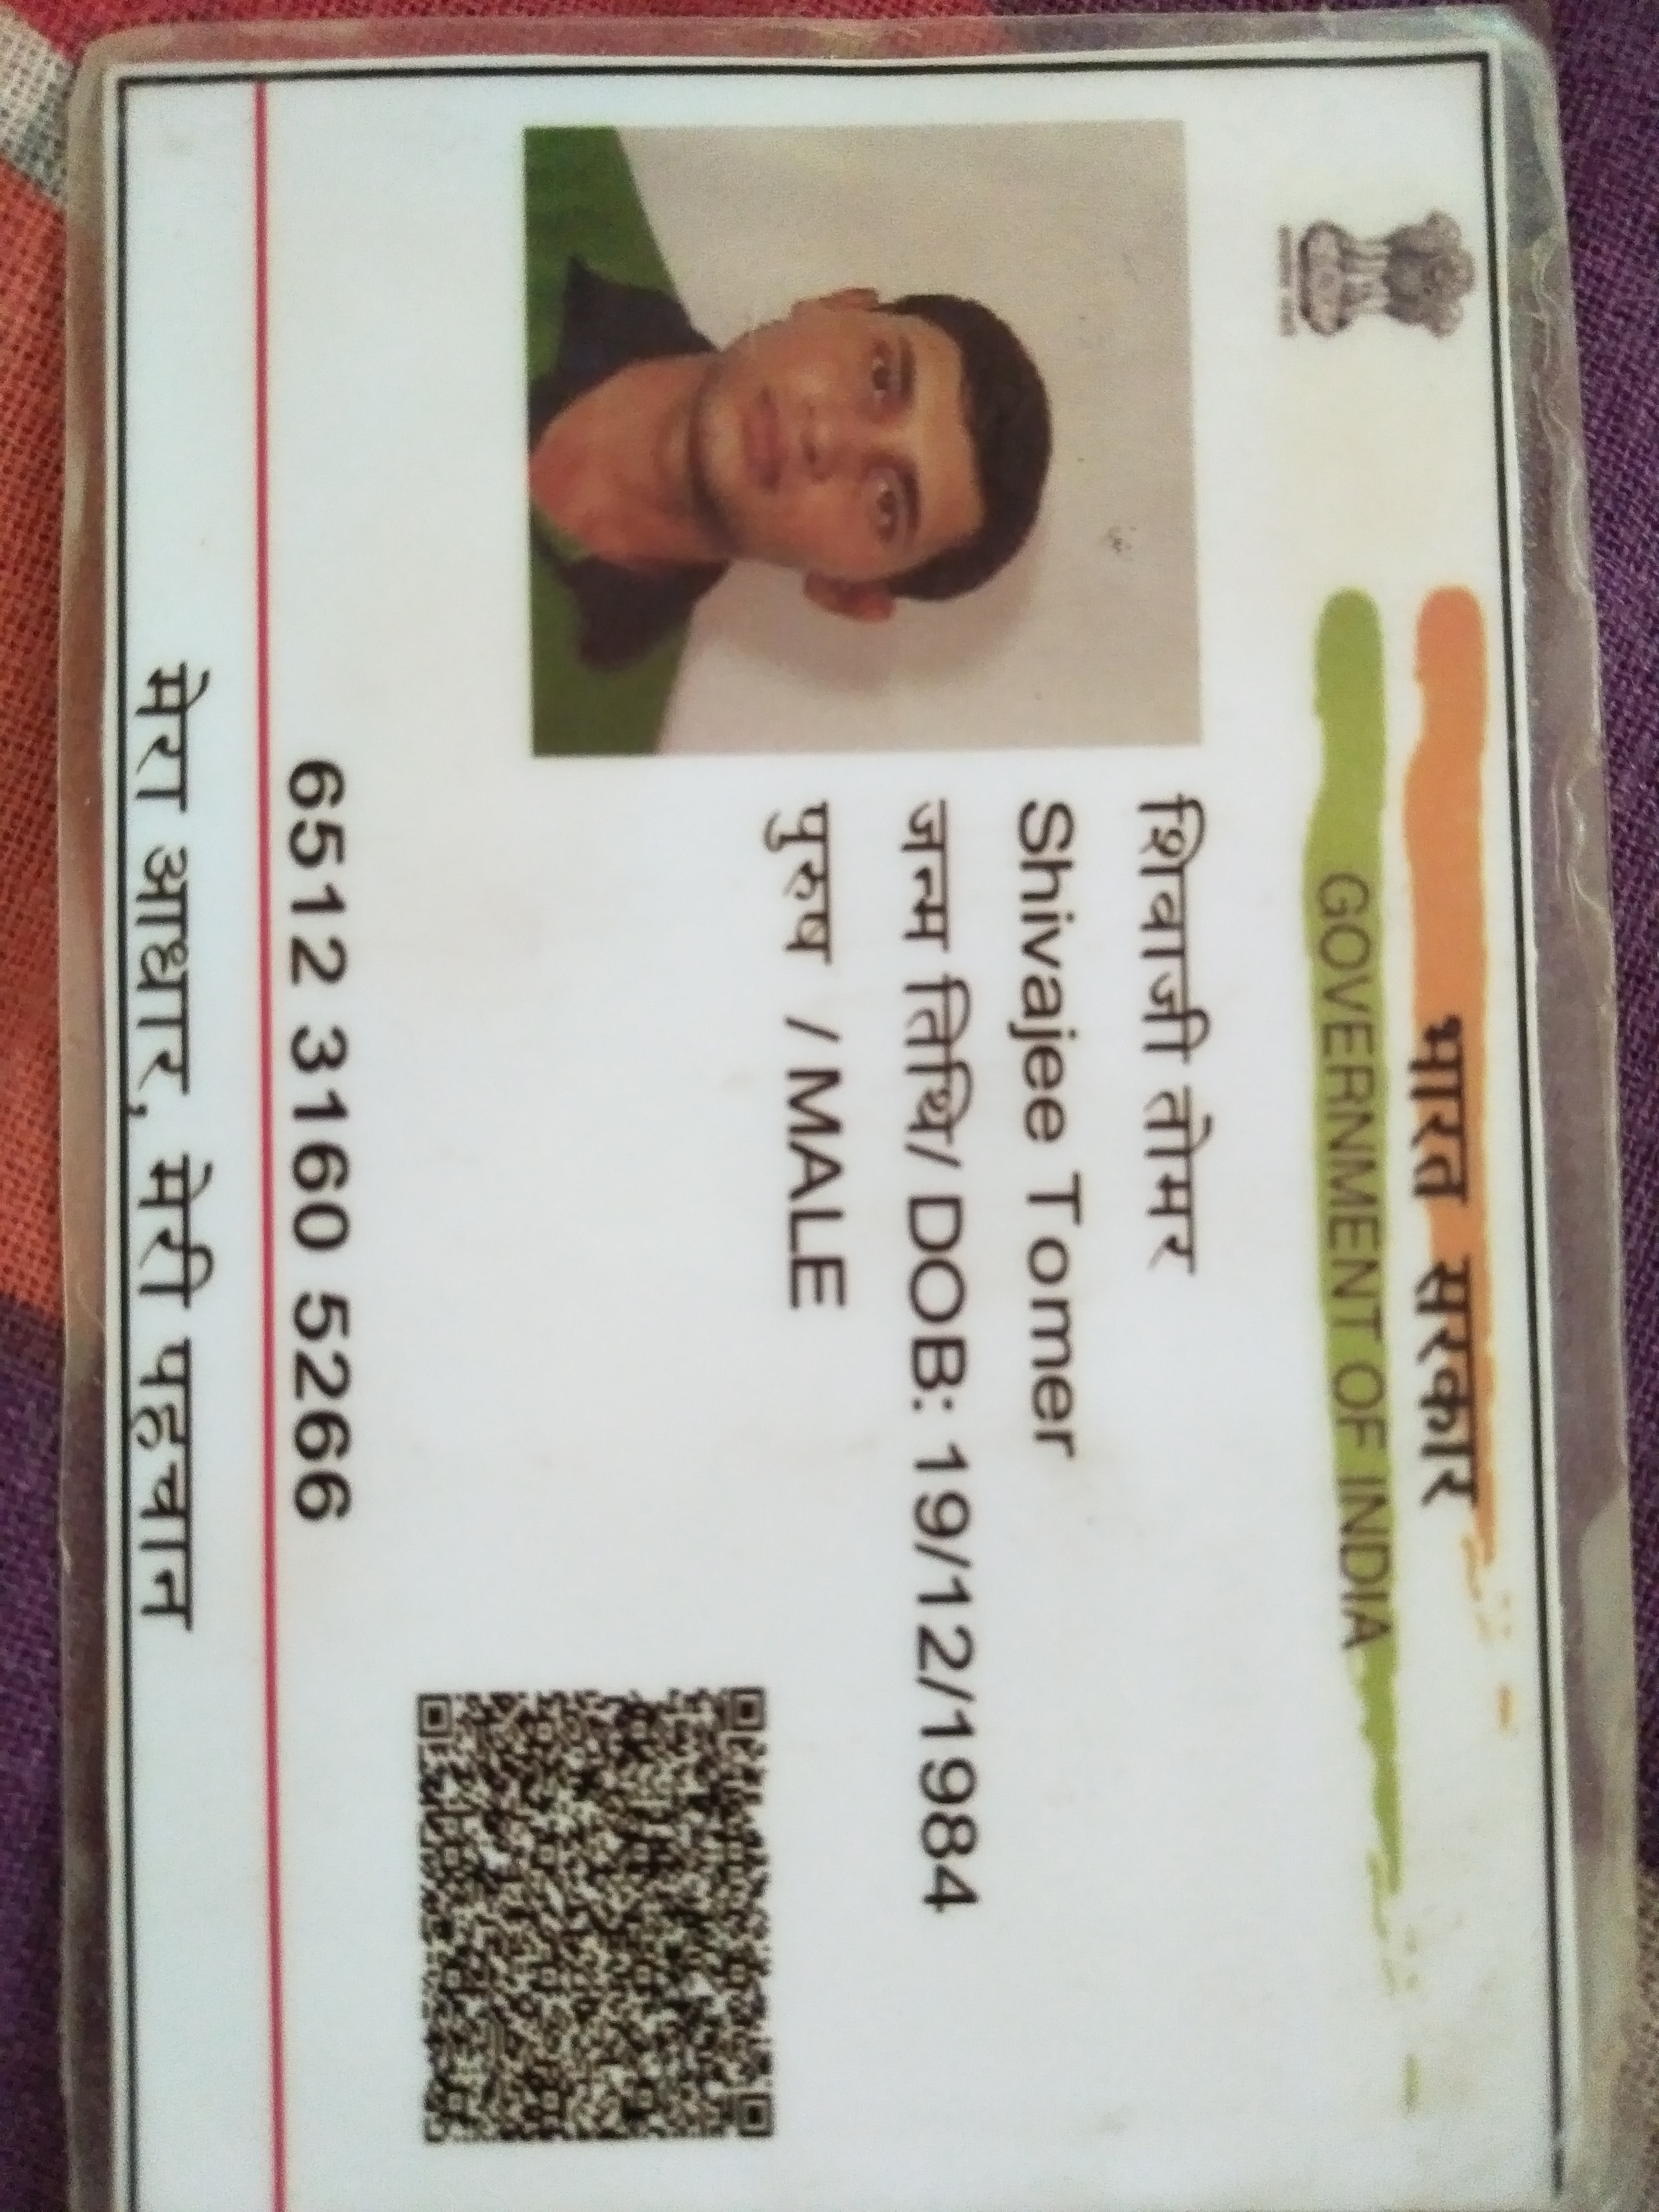 भारत सरकार
GOVERNMENT OF INDIA
शिवाजी तोमर
Shivajee Tomer
जन्म तिथि/ DOB: 19/12/1984
पुरुष / MALE
6512 3160 5266
मेरा आधार, मेरी पहचान